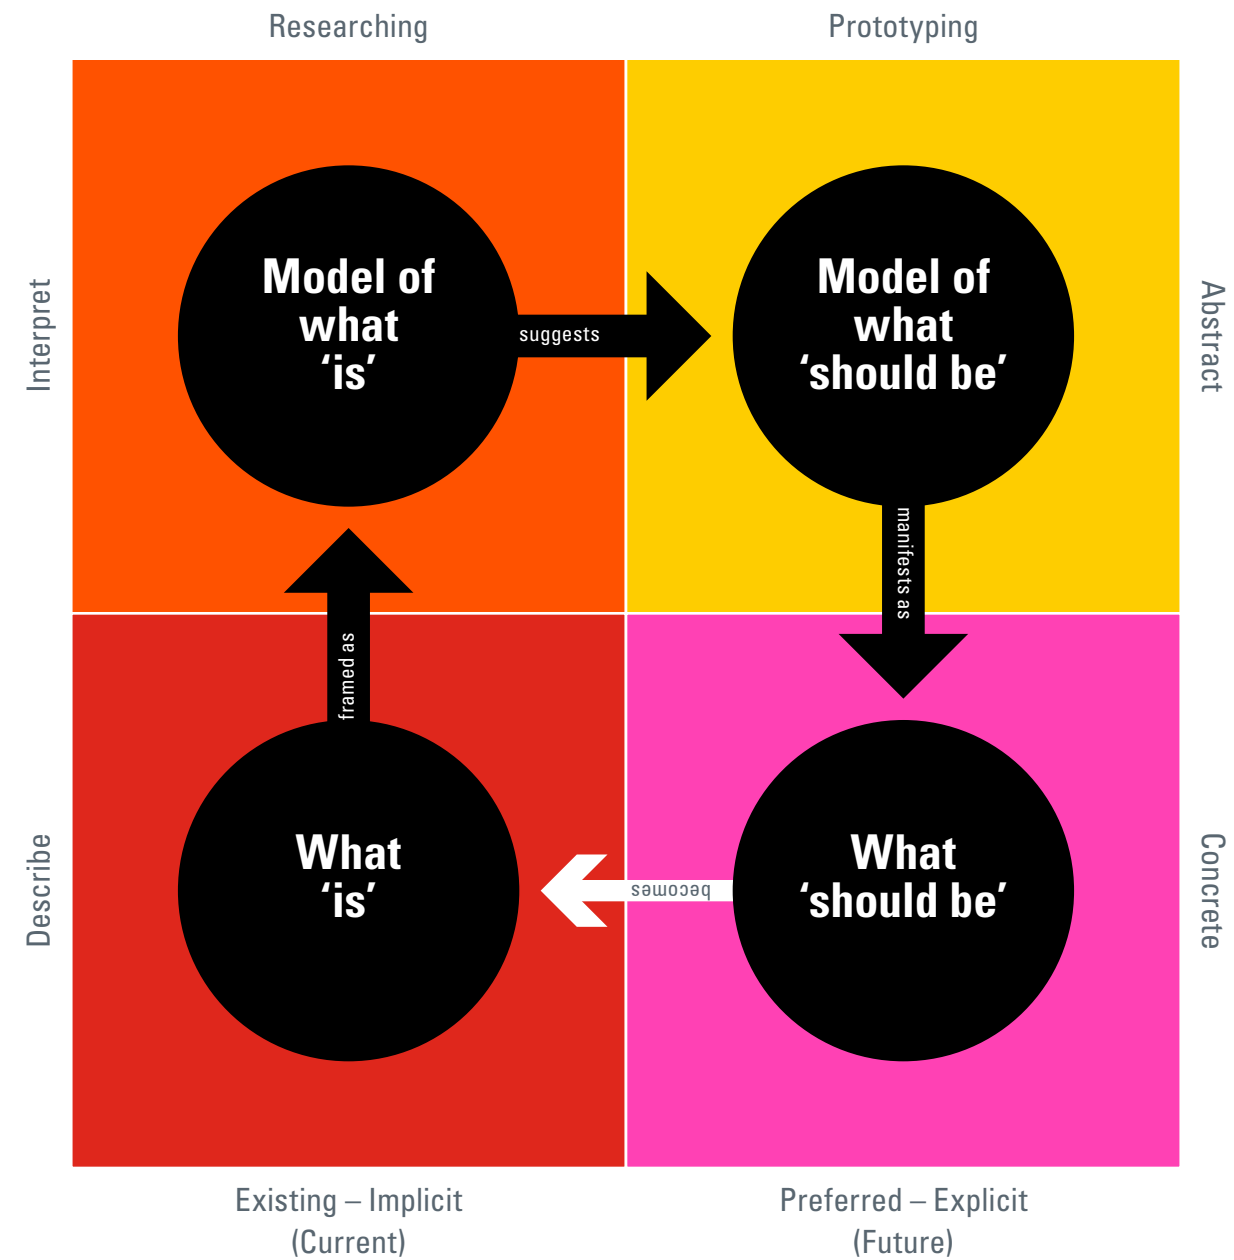 Researching
Prototyping
Interpret
Model of
what
‘is’
suggests
Model of
what
‘should be’
Abstract
framed as
manifests as
Describe
What
‘is’
becomes
What
‘should be’
Concrete
Existing – Implicit
(Current)
Preferred – Explicit
(Future)